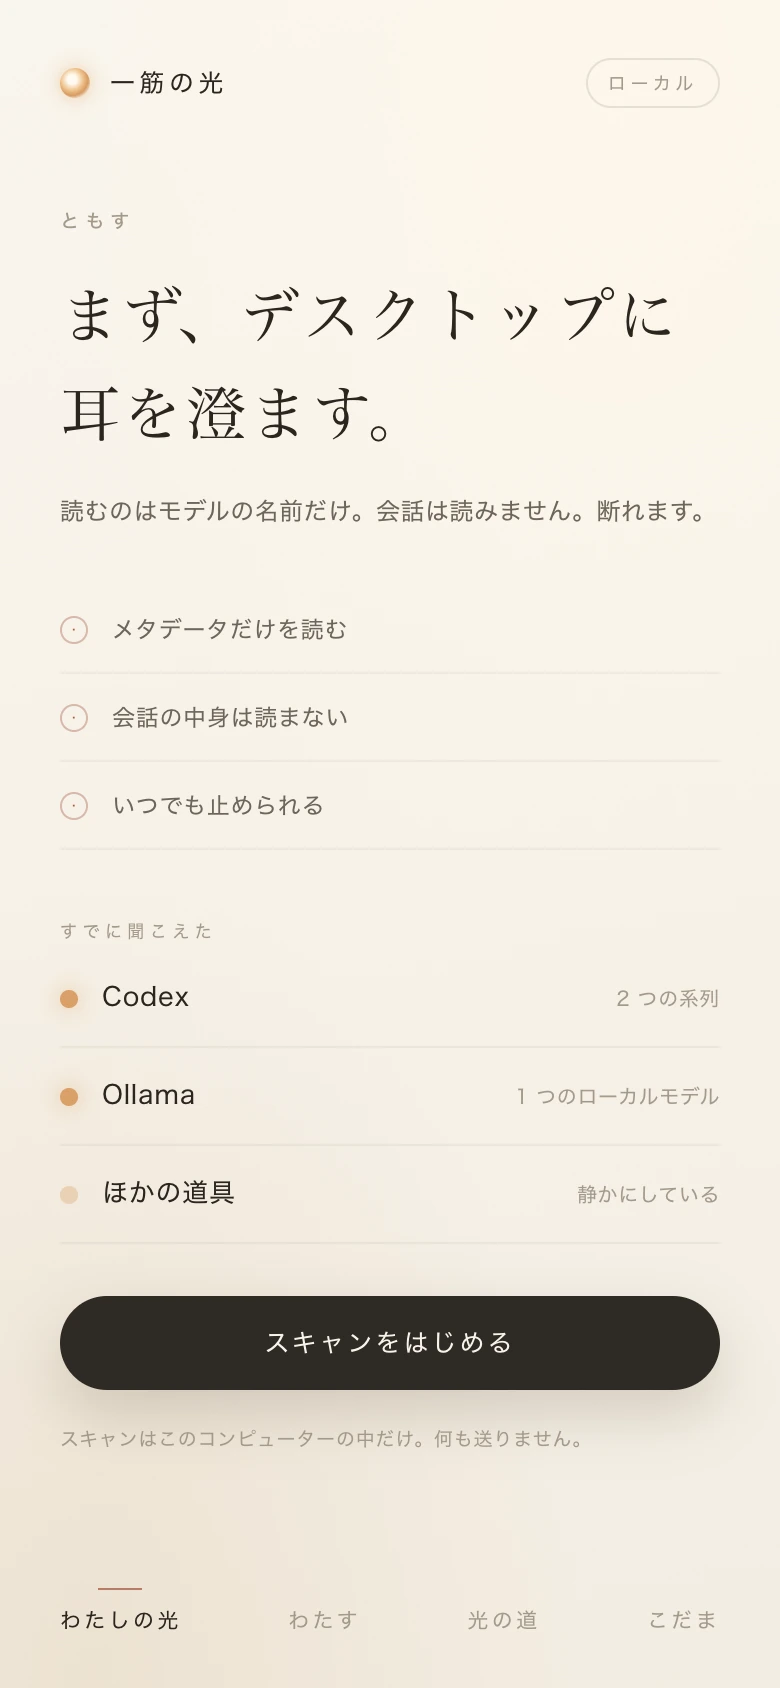 一筋の光
ローカル
ともす
まず、デスクトップに
耳を澄ます。
読むのはモデルの名前だけ。会話は読みません。断れます。
メタデータだけを読む
会話の中身は読まない
いつでも止められる
すでに聞こえた
Codex
2 つの系列
Ollama
1 つのローカルモデル
ほかの道具
静かにしている
スキャンをはじめる
スキャンはこのコンピューターの中だけ。何も送りません。
わたしの光
わたす
光の道
こだま